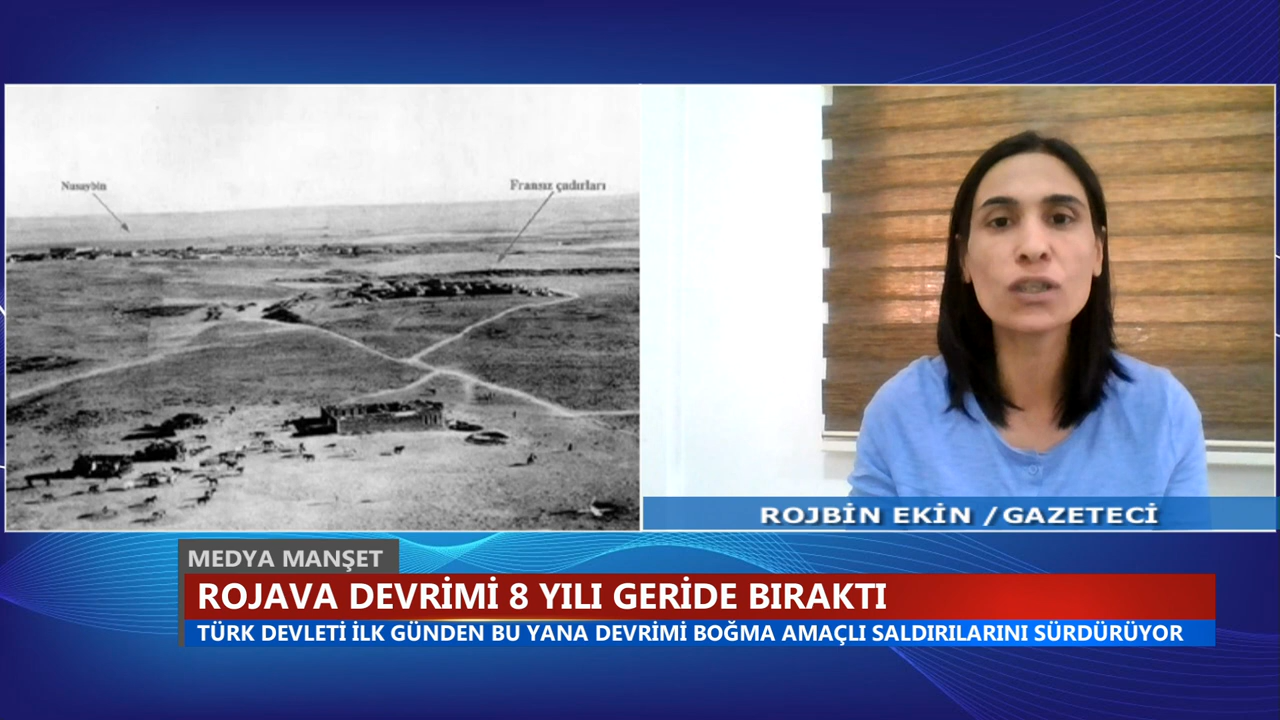 Nusaybin
Fransız çadırları
ROJBİN EKİN /GAZETECİ
MEDYA MANŞET
ROJAVA DEVRİMİ 8 YILI GERİDE BIRAKTI
TÜRK DEVLETİ İLK GÜNDEN BU YANA DEVRİMİ BOĞMA AMAÇLI SALDIRILARINI SÜRDÜRÜYOR